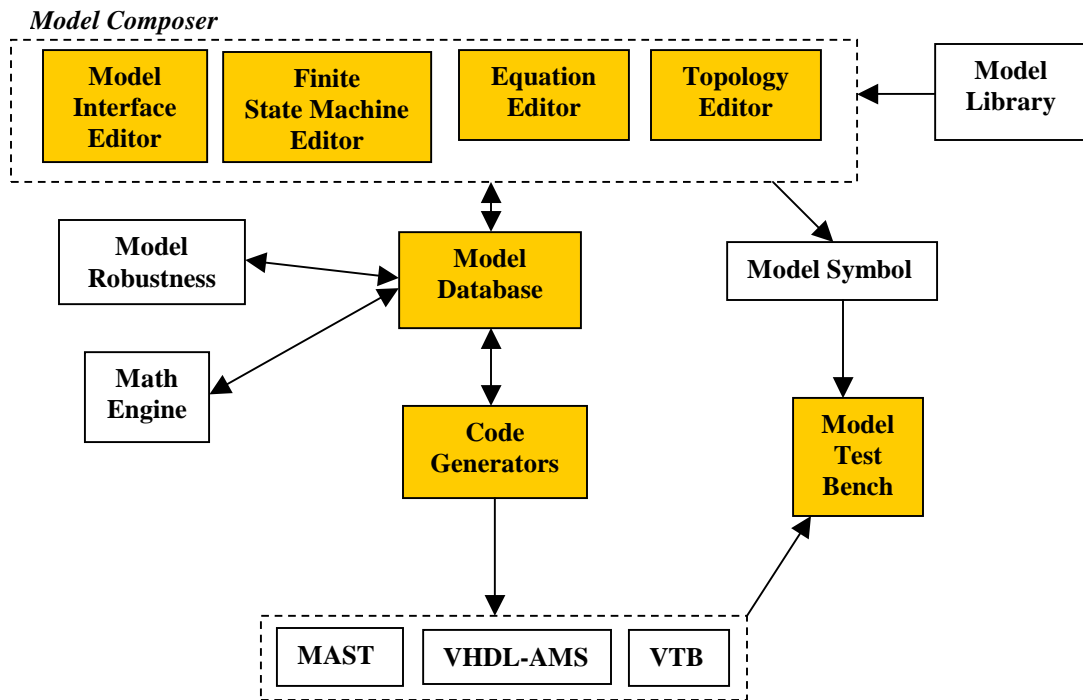 Model Composer
Model
Interface
Editor
Finite
State Machine
Editor
Equation
Editor
Topology
Editor
Model
Library
Model
Robustness
Model
Database
Model Symbol
Math
Engine
Code
Generators
Model
Test
Bench
MAST
VHDL-AMS
VTB